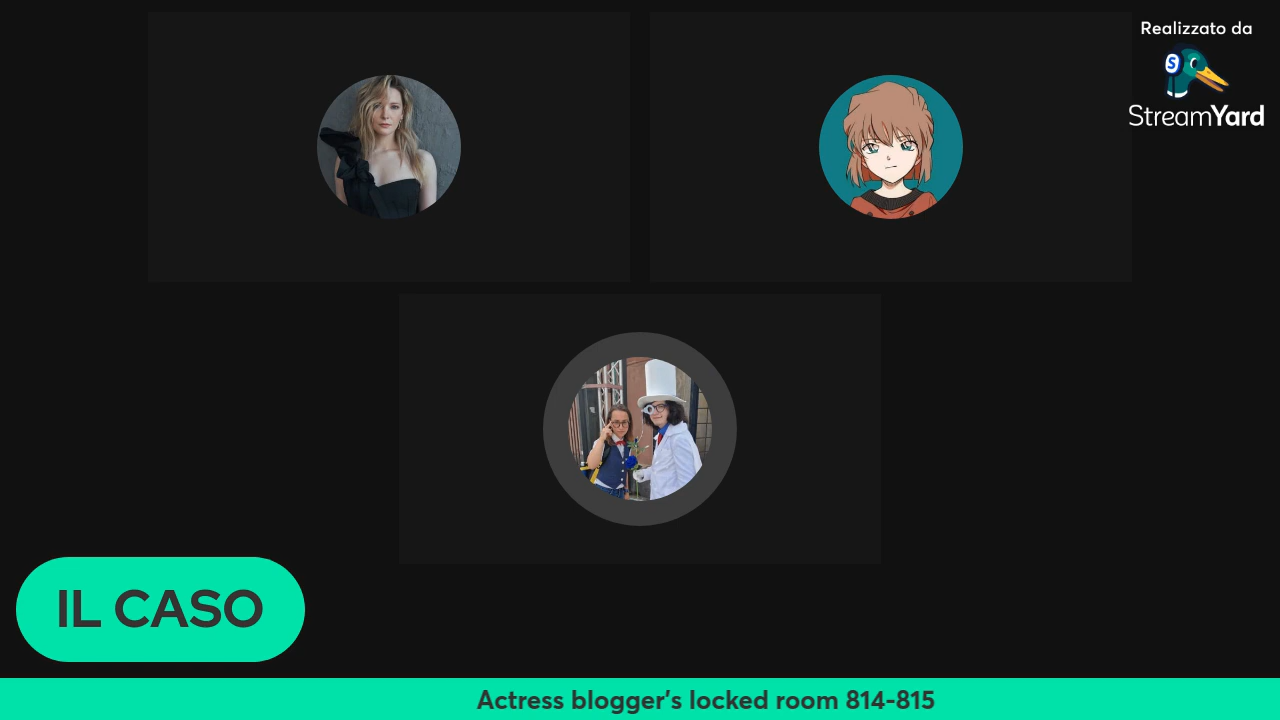 Realizzato da
S
StreamYard
IL CASO
Actress blogger's locked room 814-815